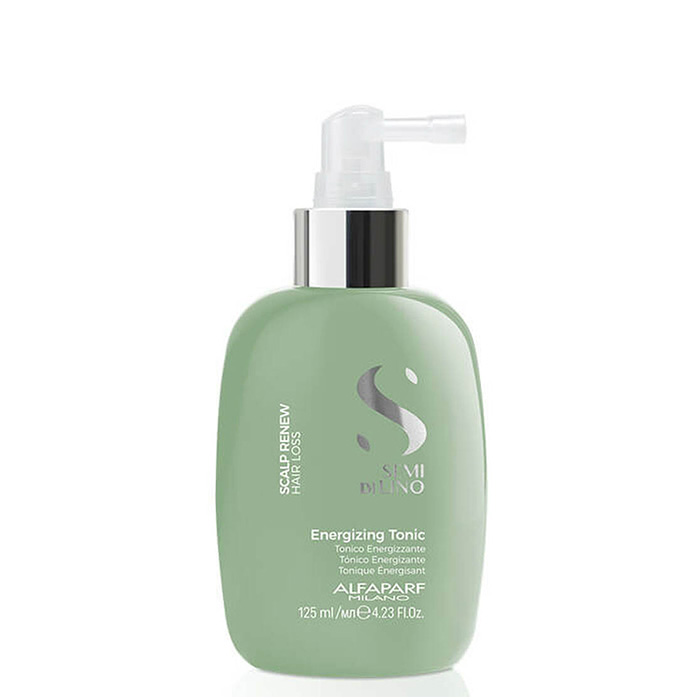 SCALP RENEW
HAIR LOSS
SEMI
DI LINO
Energizing Tonic
Tonico Energizzante
Tónico Energizante
Tonique Énergisant
ALFAPARF
MILANO
125 ml /мл℮4.23 Fl.Oz.